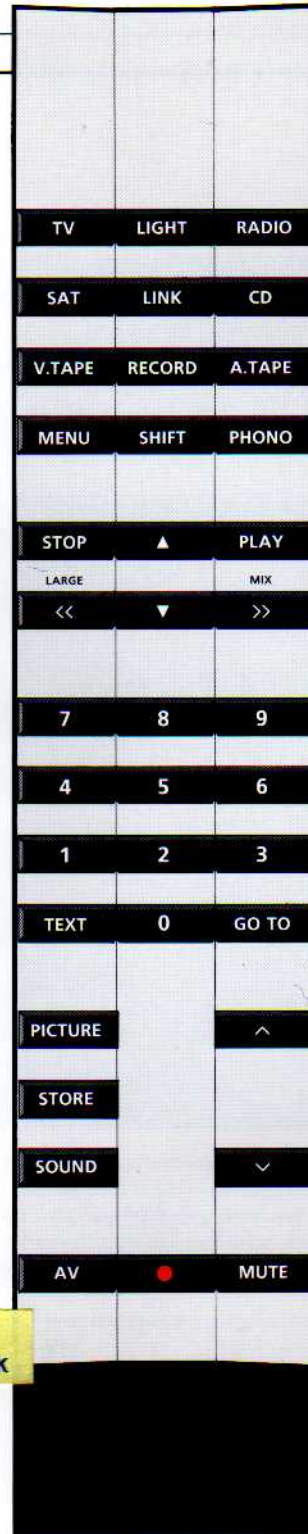 TV LIGHT RADIO
SAT LINK CD
V.TAPE RECORD A.TAPE
MENU SHIFT PHONO
STOP ▲ PLAY
LARGE MIX
<< ▼ >>
7 8 9
4 5 6
1 2 3
TEXT 0 GO TO
PICTURE
STORE
SOUND
AV MUTE